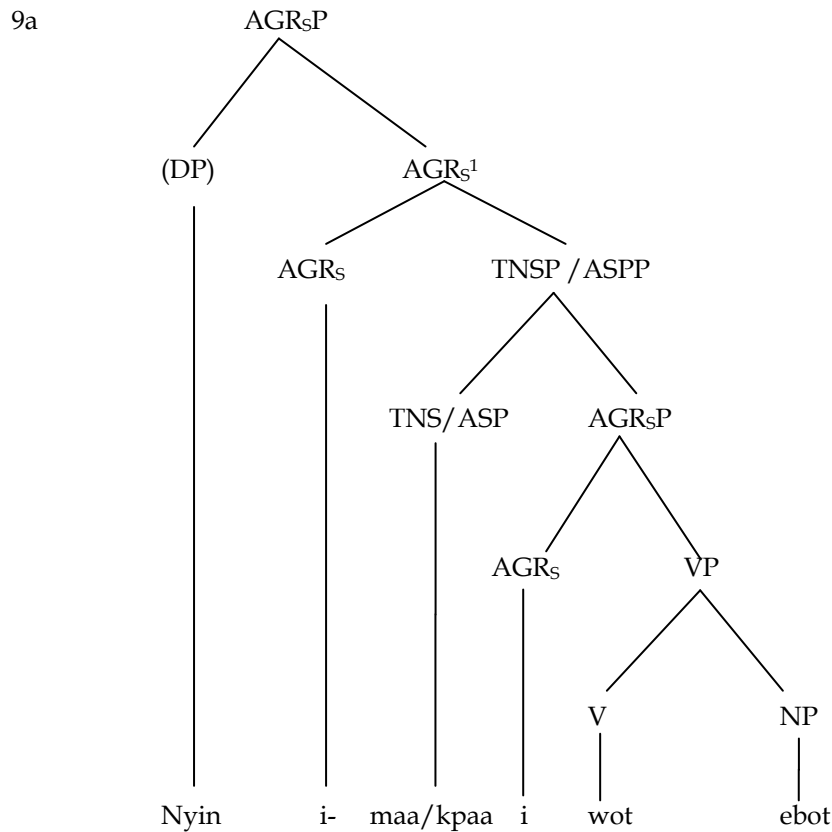 9a AGRₛP
(DP) AGRₛ¹
AGRₛ TNSP / ASPP
TNS/ASP AGRₛP
AGRₛ VP
V NP
Nyin i- maa/kpaa i wot ebot